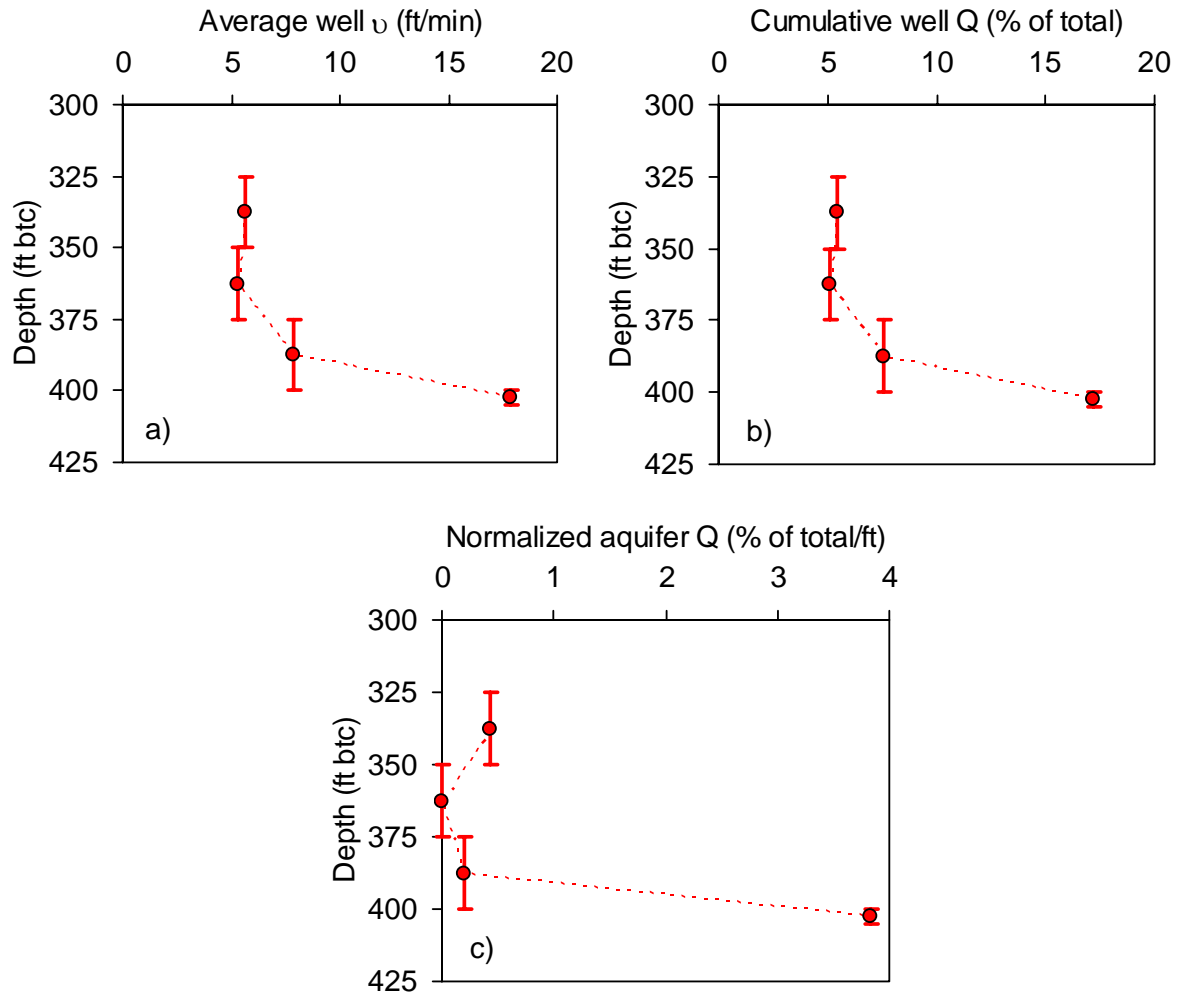 Average well υ (ft/min)
0 5 10 15 20
300
325
350
375
400
425
Depth (ft btc)
a)
Cumulative well Q (% of total)
0 5 10 15 20
300
325
350
375
400
425
Depth (ft btc)
b)
Normalized aquifer Q (% of total/ft)
0 1 2 3 4
300
325
350
375
400
425
Depth (ft btc)
c)